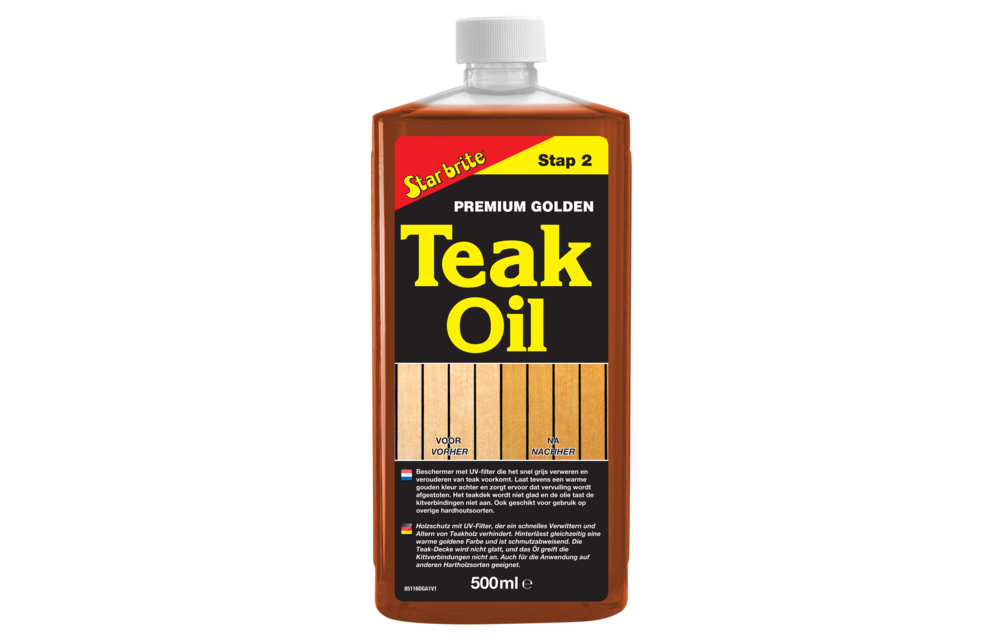 Star brite®
Stap 2
PREMIUM GOLDEN
Teak
Oil
VOOR
VORHER
NA
NACHHER
Beschermer met UV-filter die het snel grijs verweren en
verouderen van teak voorkomt. Laat tevens een warme
gouden kleur achter en zorgt ervoor dat vervuiling wordt
afgestoten. Het teakdek wordt niet glad en de olie tast de
kitverbindingen niet aan. Ook geschikt voor gebruik op
overige hardhoutsoorten.
Holzschutz mit UV-Filter, der ein schnelles Verwittern und
Altern von Teakholz verhindert. Hinterlässt gleichzeitig eine
warme goldene Farbe und ist schmutzabweisend. Die
Teak-Decke wird nicht glatt, und das Öl greift die
Kittverbindungen nicht an. Auch für die Anwendung auf
anderen Hartholzsorten geeignet.
85116DGA1V1
500ml ℮